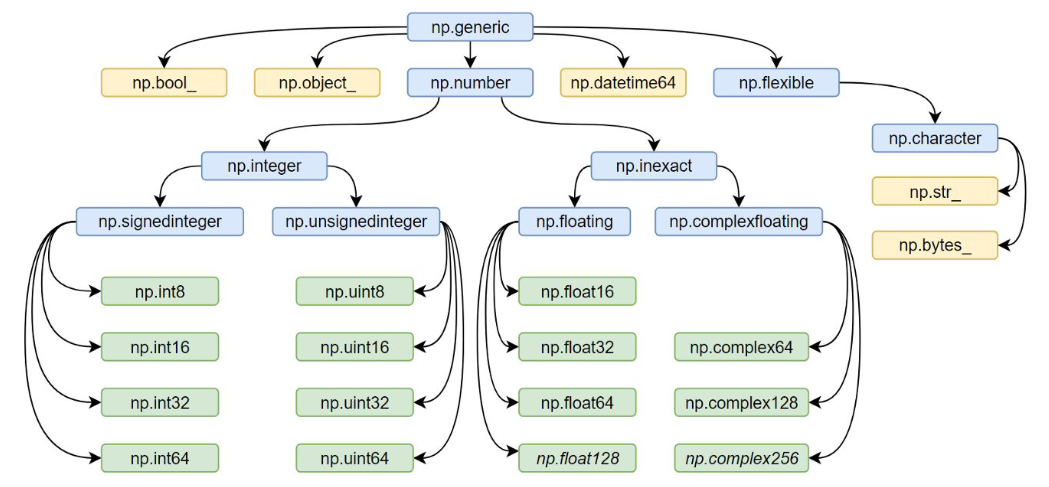 np.generic
np.bool_
np.object_
np.number
np.datetime64
np.flexible
np.character
np.integer
np.inexact
np.str_
np.signedinteger
np.unsignedinteger
np.floating
np.complexfloating
np.bytes_
np.int8
np.uint8
np.float16
np.int16
np.uint16
np.float32
np.complex64
np.int32
np.uint32
np.float64
np.complex128
np.int64
np.uint64
np.float128
np.complex256